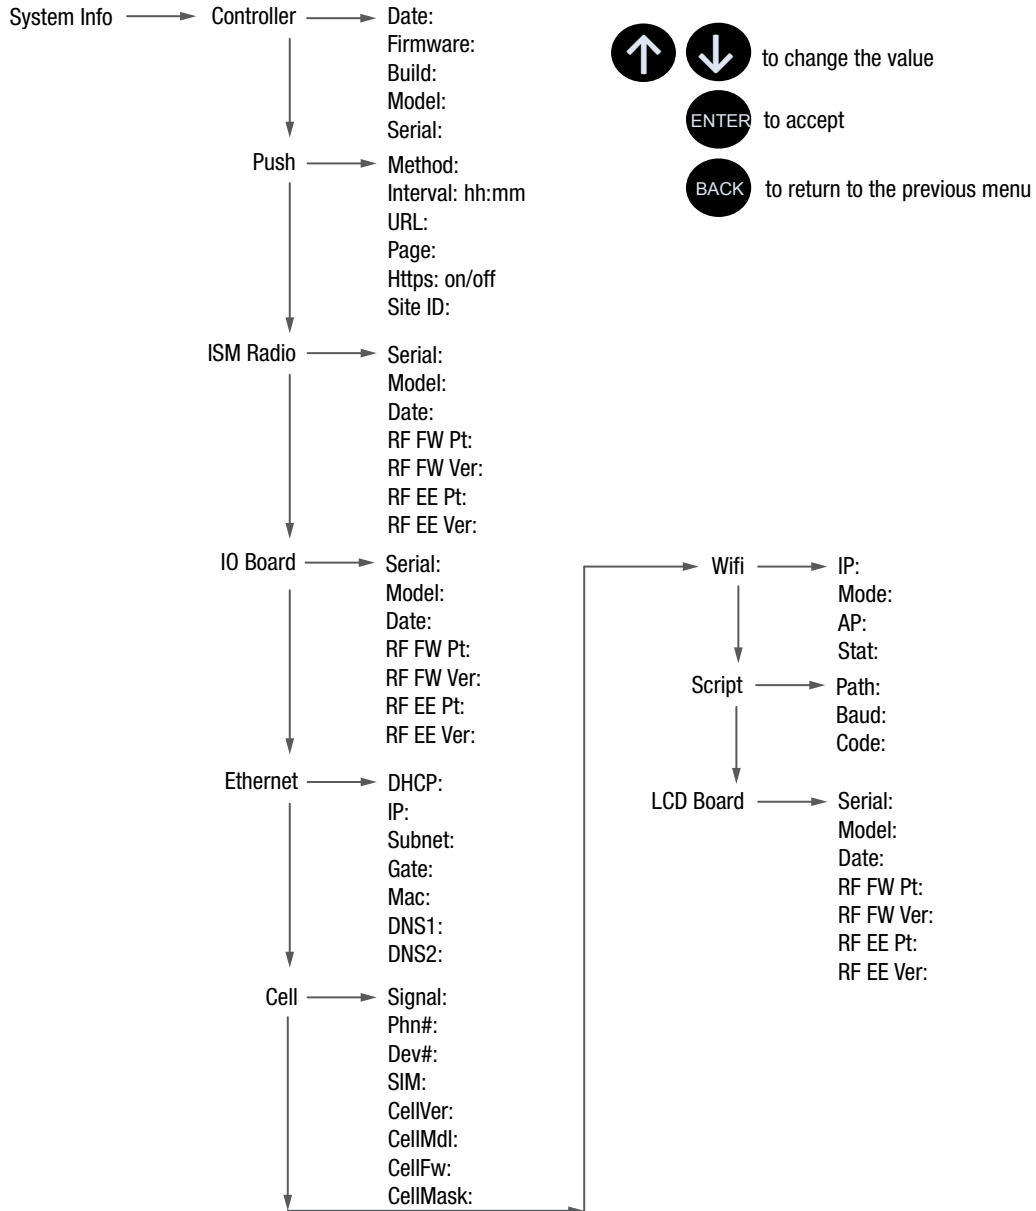 System Info
Controller
Date:
Firmware:
Build:
Model:
Serial:
Push
Method:
Interval: hh:mm
URL:
Page:
Https: on/off
Site ID:
ISM Radio
Serial:
Model:
Date:
RF FW Pt:
RF FW Ver:
RF EE Pt:
RF EE Ver:
IO Board
Serial:
Model:
Date:
RF FW Pt:
RF FW Ver:
RF EE Pt:
RF EE Ver:
Ethernet
DHCP:
IP:
Subnet:
Gate:
Mac:
DNS1:
DNS2:
Cell
Signal:
Phn#:
Dev#:
SIM:
CellVer:
CellMdl:
CellFw:
CellMask:
Wifi
IP:
Mode:
AP:
Stat:
Script
Path:
Baud:
Code:
LCD Board
Serial:
Model:
Date:
RF FW Pt:
RF FW Ver:
RF EE Pt:
RF EE Ver:
to change the value
ENTER to accept
BACK to return to the previous menu